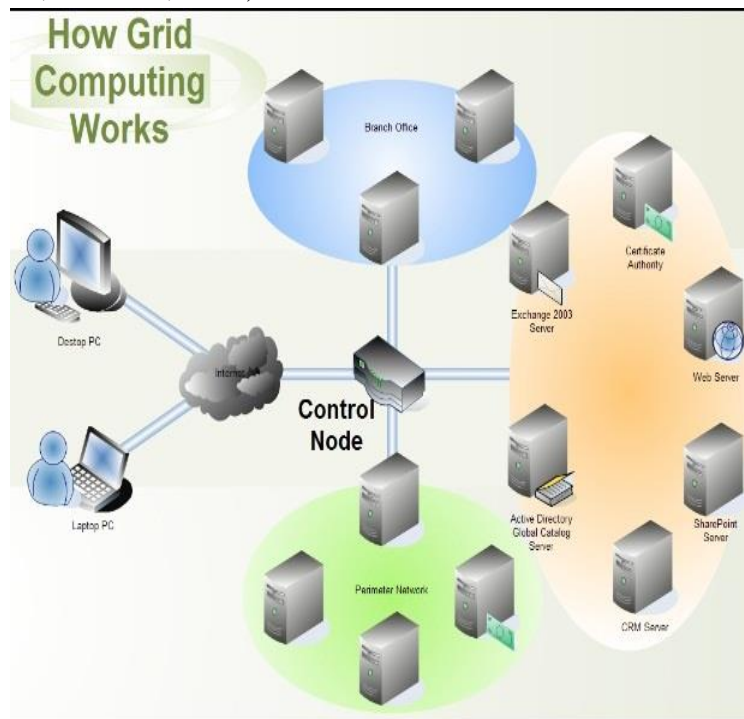 How Grid
Computing
Works
Branch Office
Certificate
Authority
Exchange 2003
Server
Destop PC
Internet
Web Server
Control
Node
Laptop PC
Active Directory
Global Catalog
Server
SharePoint
Server
Perimeter Network
CRM Server